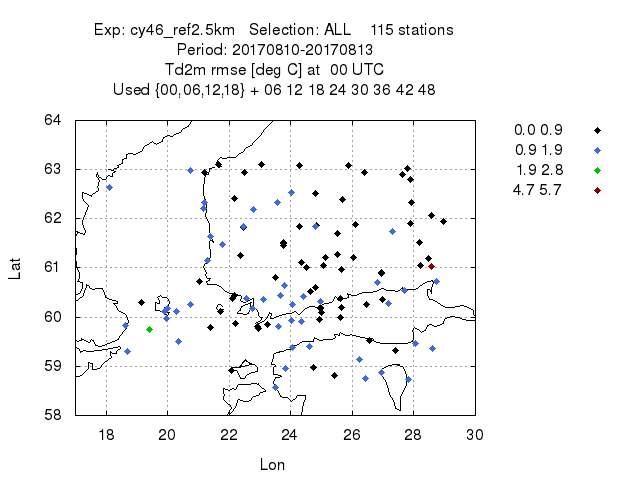 Exp: cy46_ref2.5km Selection: ALL 115 stations
Period: 20170810-20170813
Td2m rmse [deg C] at 00 UTC
Used {00,06,12,18} + 06 12 18 24 30 36 42 48
64
63
62
61
60
59
58
Lat
18 20 22 24 26 28 30
Lon
0.0 0.9
0.9 1.9
1.9 2.8
4.7 5.7